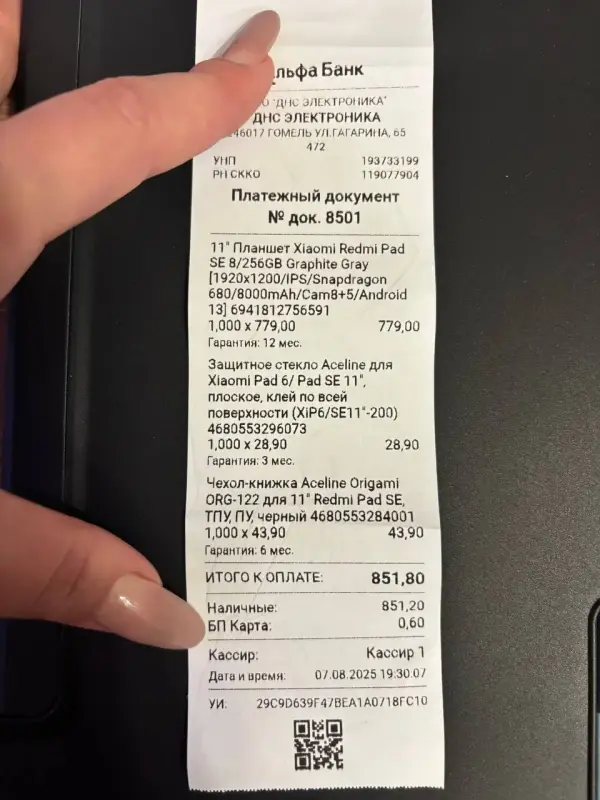 Банк
"ДНС ЭЛЕКТРОНИКА"
ДНС ЭЛЕКТРОНИКА
ГОМЕЛЬ УЛ.ГАГАРИНА, 65
472
УНП 193733199
РН СККО 119077904
Платежный документ
№ док. 8501
11" Планшет Xiaomi Redmi Pad
SE 8/256GB Graphite Gray
[1920x1200/IPS/Snapdragon
680/8000mAh/Cam8+5/Android
13] 6941812756591
1,000 x 779,00 779,00
Гарантия: 12 мес.
Защитное стекло Aceline для
Xiaomi Pad 6/ Pad SE 11",
плоское, клей по всей
поверхности (XiP6/SE11"-200)
4680553296073
1,000 x 28,90 28,90
Гарантия: 3 мес.
Чехол-книжка Aceline Origami
ORG-122 для 11" Redmi Pad SE,
ТПУ, ПУ, черный 4680553284001
1,000 x 43,90 43,90
Гарантия: 6 мес.
ИТОГО К ОПЛАТЕ: 851,80
Наличные: 851,20
БП Карта: 0,60
Кассир: Кассир 1
Дата и время: 07.08.2025 19:30:07
УИ: 29C9D639F47BEA1A0718FC10